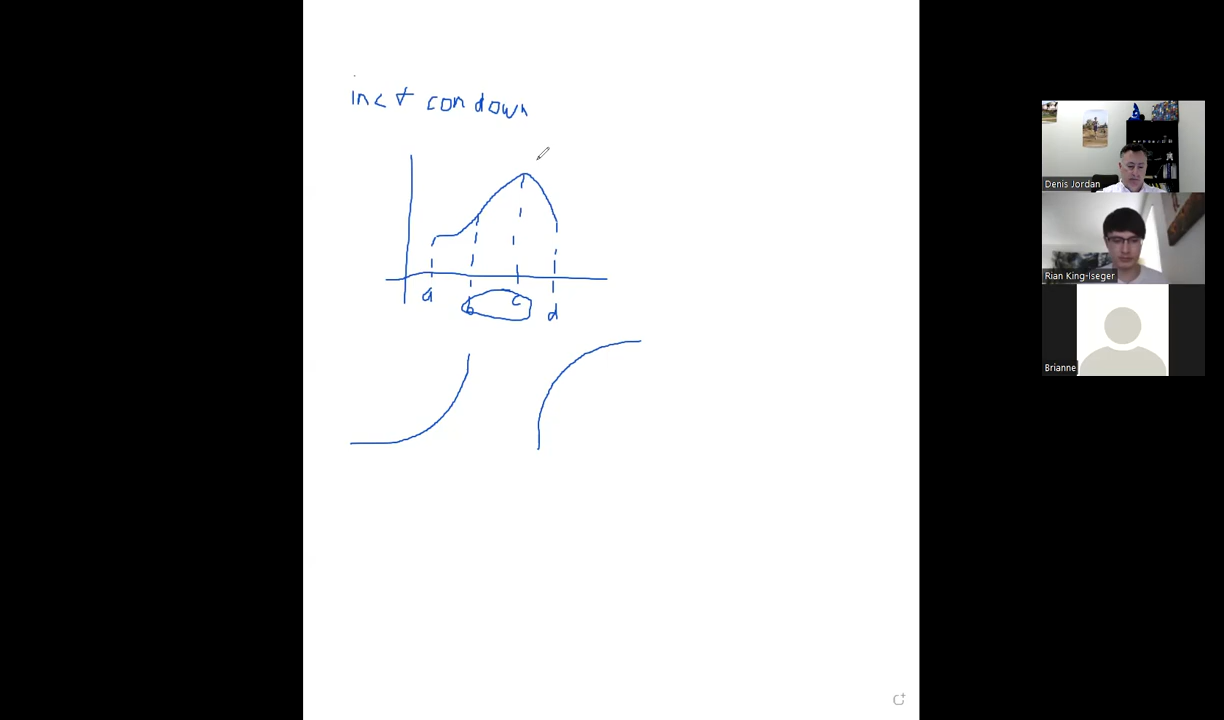 inc + con down
a
b
c
d
Denis Jordan
Rian King-Iseger
Brianne